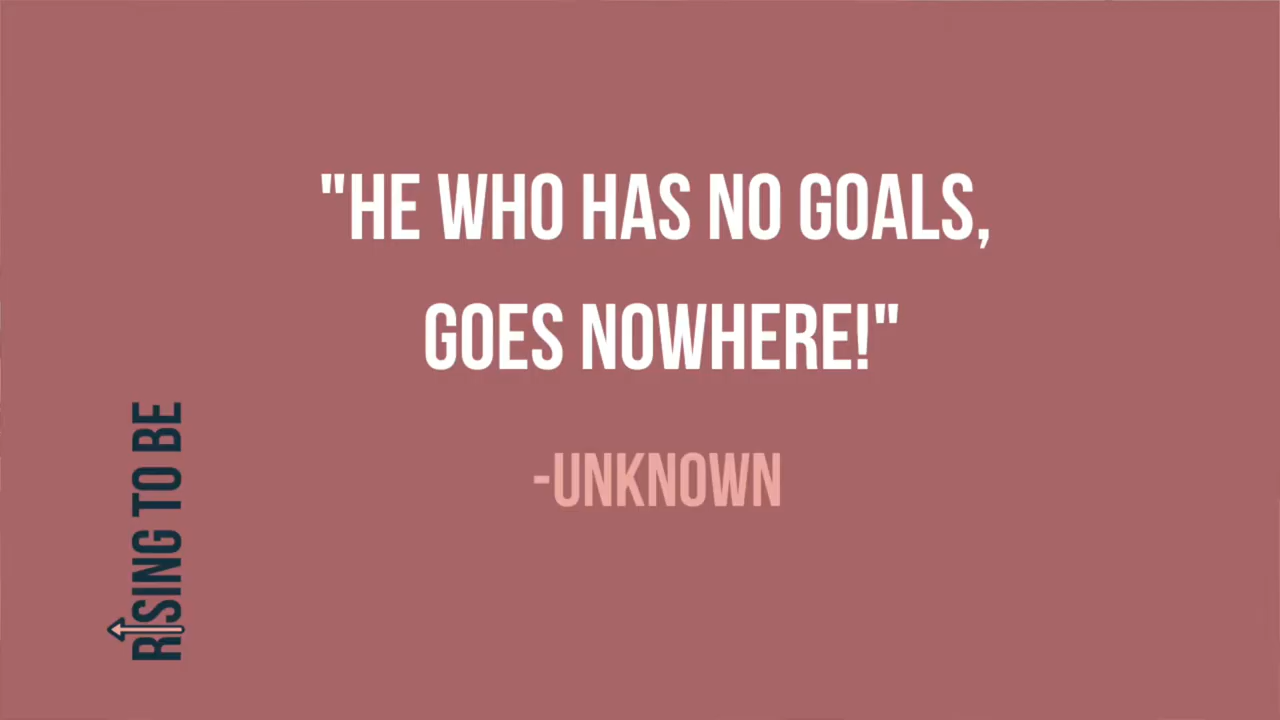 "HE WHO HAS NO GOALS,
GOES NOWHERE!"
-UNKNOWN
RISING TO BE